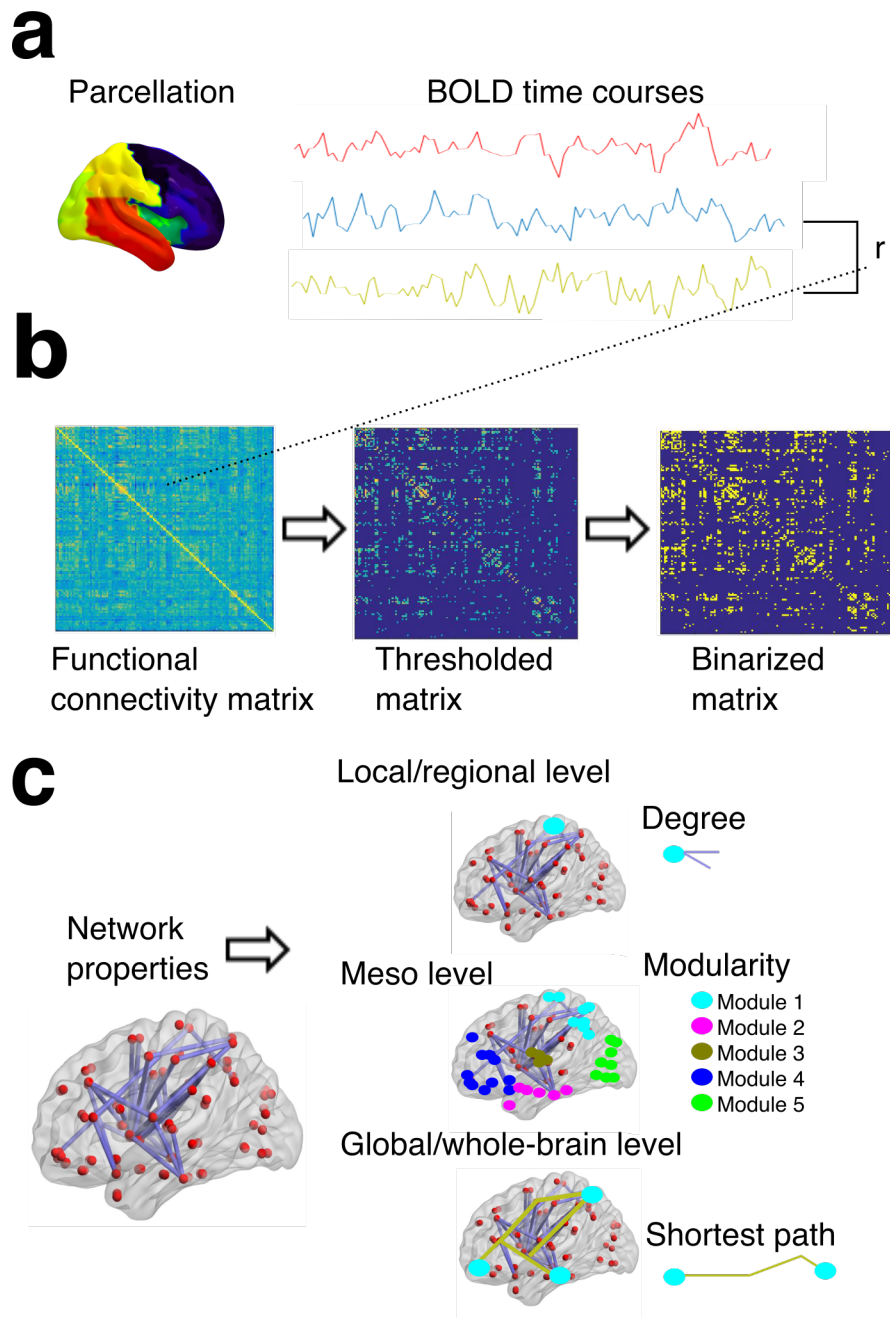 a
Parcellation
BOLD time courses
r
b
Functional
connectivity matrix
Thresholded
matrix
Binarized
matrix
c
Local/regional level
Degree
Network
properties
Meso level
Modularity
Module 1
Module 2
Module 3
Module 4
Module 5
Global/whole-brain level
Shortest path